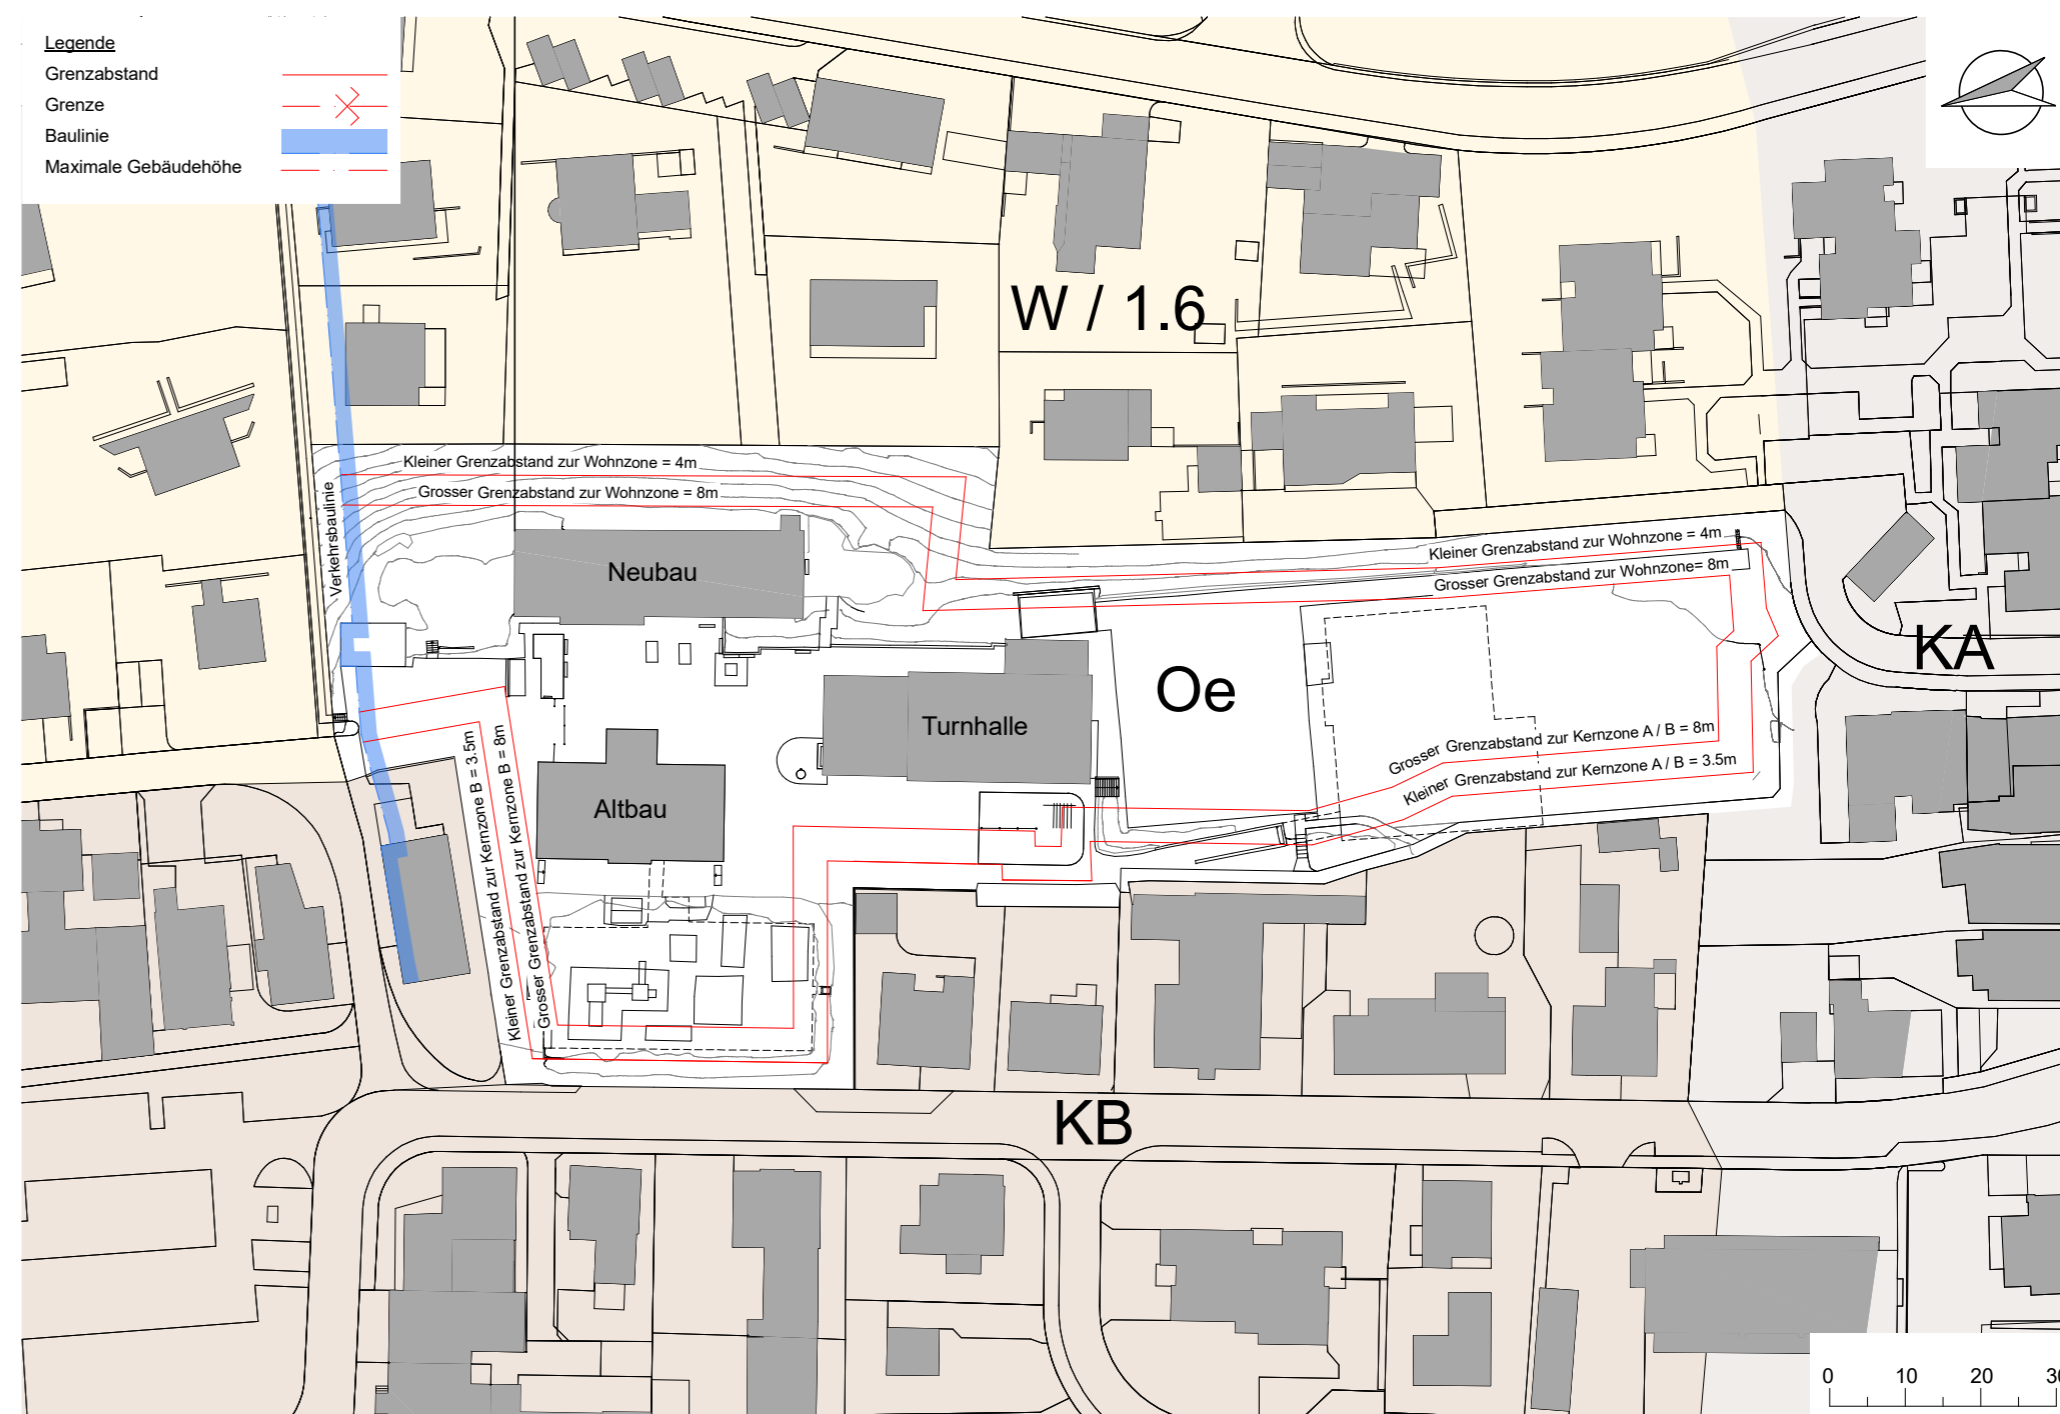 Legende
Grenzabstand
Grenze
Baulinie
Maximale Gebäudehöhe
W / 1.6
Kleiner Grenzabstand zur Wohnzone = 4m
Grosser Grenzabstand zur Wohnzone = 8m
Verkehrsbaulinie
Neubau
Kleiner Grenzabstand zur Wohnzone = 4m
Grosser Grenzabstand zur Wohnzone= 8m
KA
Oe
Turnhalle
Altbau
Grosser Grenzabstand zur Kernzone A / B = 8m
Kleiner Grenzabstand zur Kernzone A / B = 3.5m
Kleiner Grenzabstand zur Kernzone B = 3.5m
Grosser Grenzabstand zur Kernzone B = 8m
KB
0 10 20